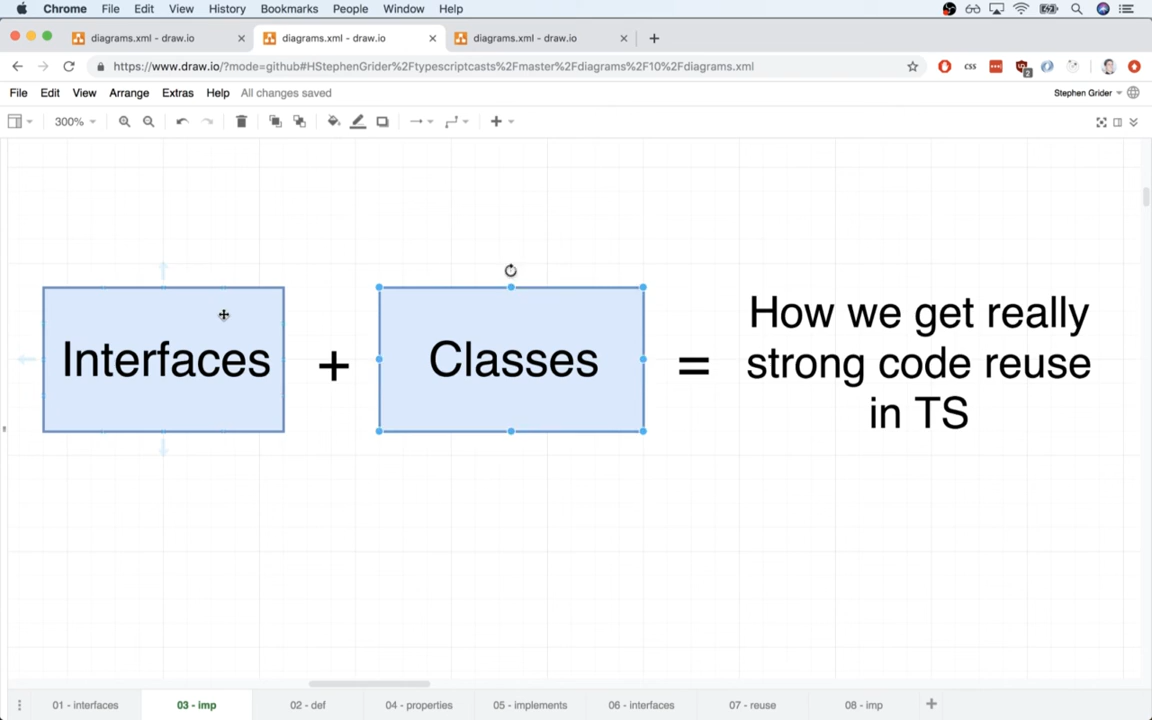 Chrome File Edit View History Bookmarks People Window Help
diagrams.xml - draw.io diagrams.xml - draw.io diagrams.xml - draw.io
https://www.draw.io/?mode=github#HStephenGrider%2Ftypescriptcasts%2Fmaster%2Fdiagrams%2F10%2Fdiagrams.xml
CSS
2
File Edit View Arrange Extras Help All changes saved
Stephen Grider
300%
Interfaces + Classes =
How we get really
strong code reuse
in TS
01 - interfaces 03 - imp 02 - def 04 - properties 05 - implements 06 - interfaces 07 - reuse 08 - imp